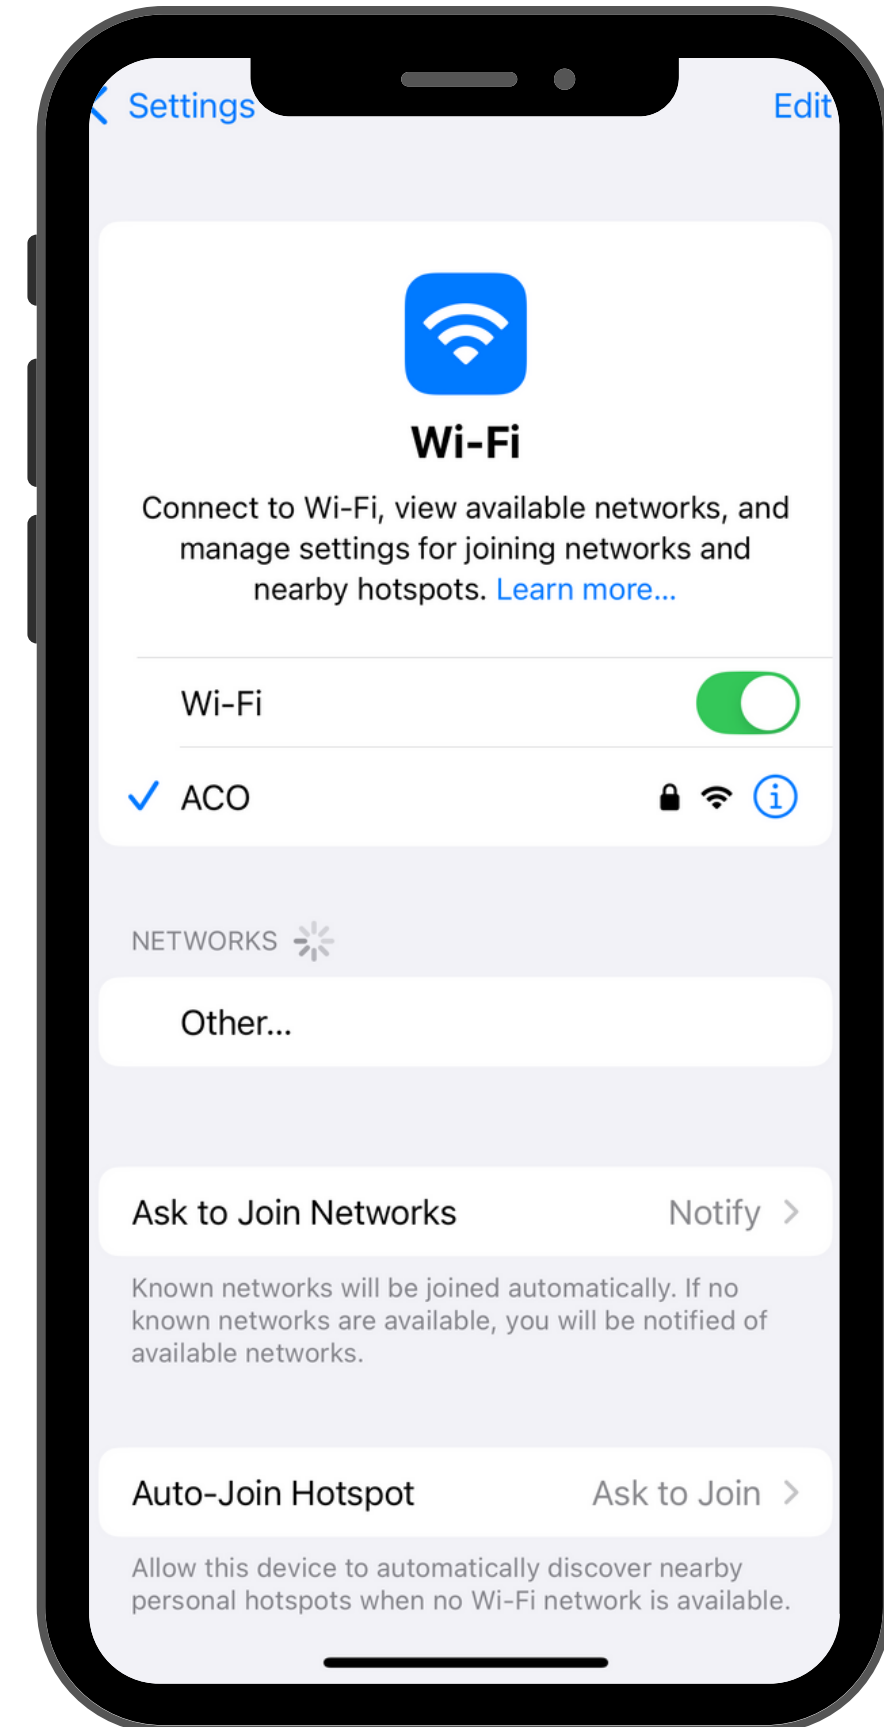 Settings
Edit
Wi-Fi
Connect to Wi-Fi, view available networks, and
manage settings for joining networks and
nearby hotspots. Learn more...
Wi-Fi
ACO
NETWORKS
Other...
Ask to Join Networks
Notify
Known networks will be joined automatically. If no
known networks are available, you will be notified of
available networks.
Auto-Join Hotspot
Ask to Join
Allow this device to automatically discover nearby
personal hotspots when no Wi-Fi network is available.